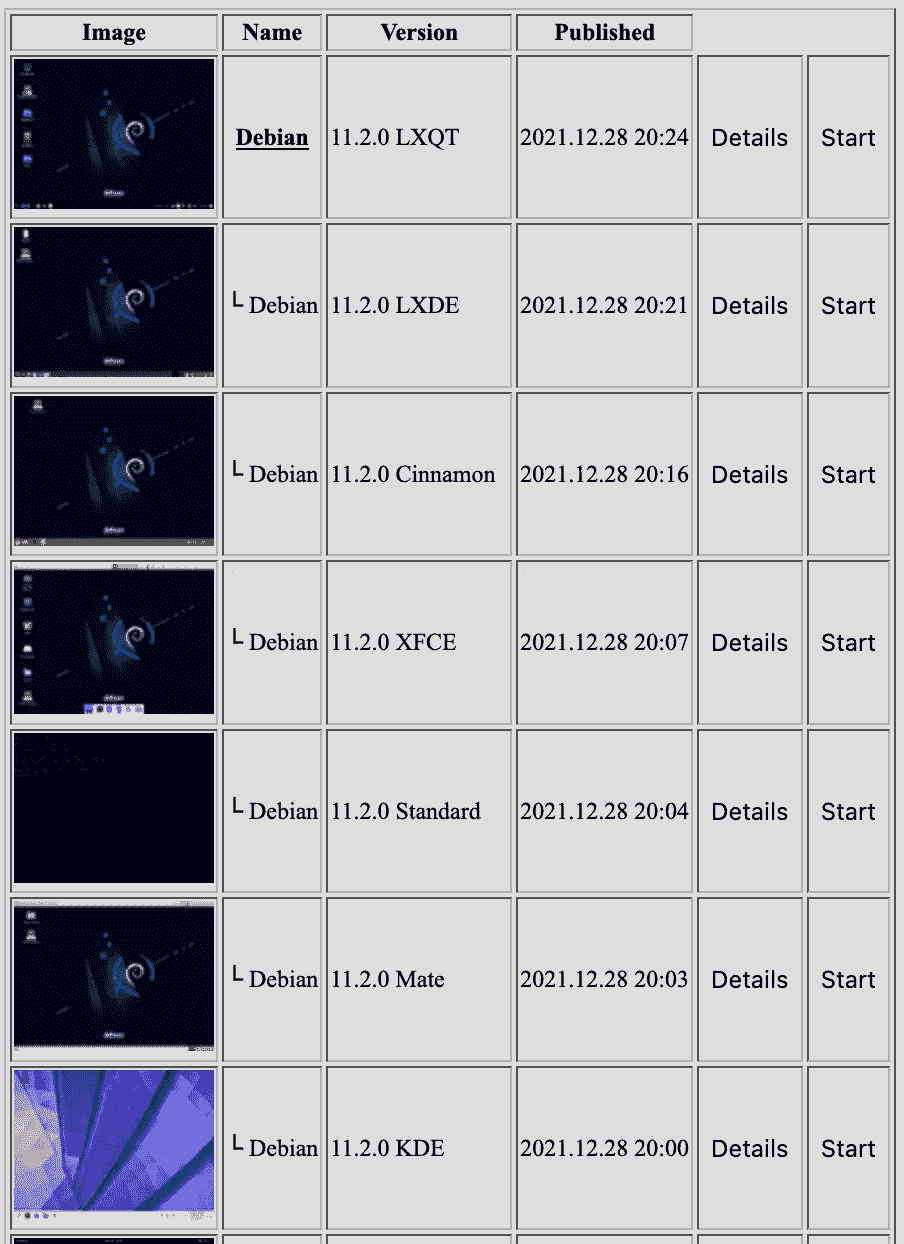 Image Name Version Published
Debian 11.2.0 LXQT 2021.12.28 20:24 Details Start
└ Debian 11.2.0 LXDE 2021.12.28 20:21 Details Start
└ Debian 11.2.0 Cinnamon 2021.12.28 20:16 Details Start
└ Debian 11.2.0 XFCE 2021.12.28 20:07 Details Start
└ Debian 11.2.0 Standard 2021.12.28 20:04 Details Start
└ Debian 11.2.0 Mate 2021.12.28 20:03 Details Start
└ Debian 11.2.0 KDE 2021.12.28 20:00 Details Start